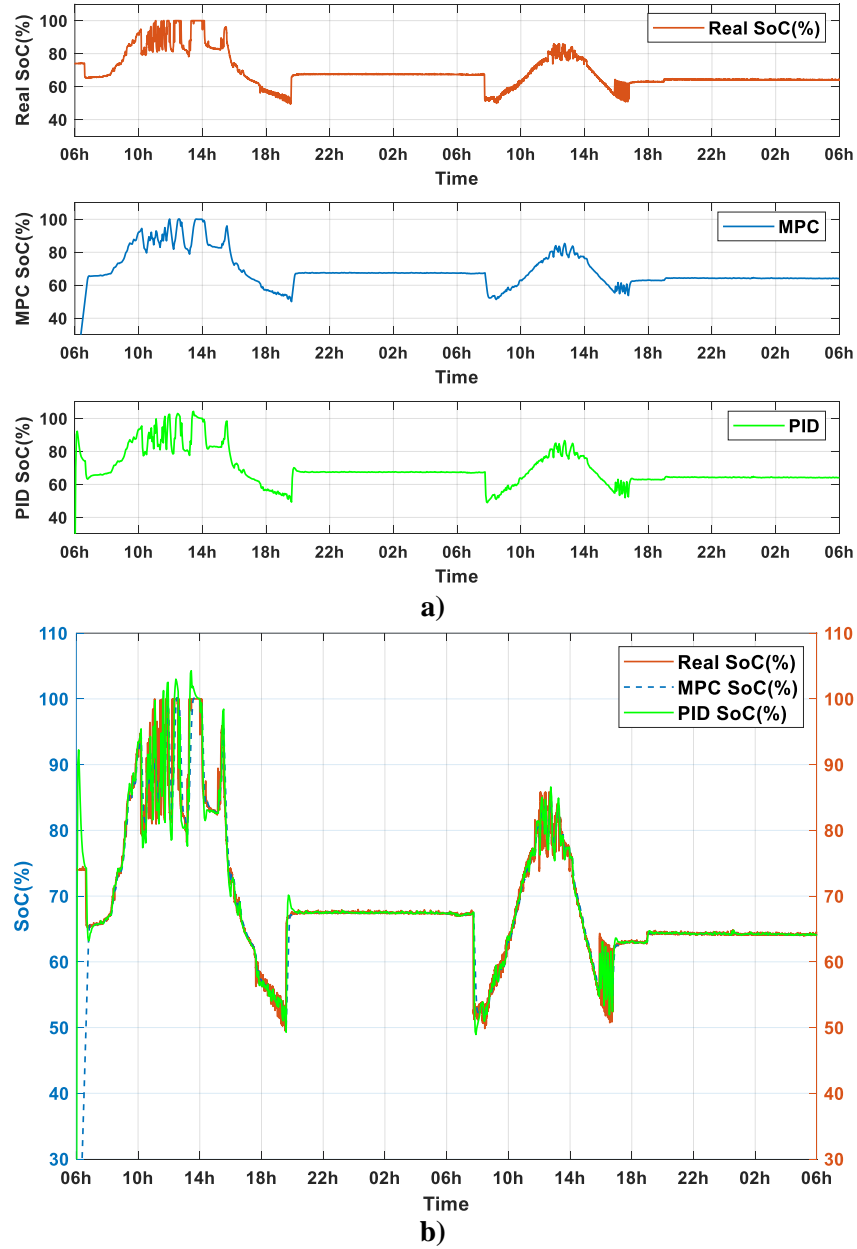 Real SoC(%)
100
80
60
40
Real SoC(%)
06h 10h 14h 18h 22h 02h 06h 10h 14h 18h 22h 02h 06h
Time
MPC SoC(%)
100
80
60
40
MPC
06h 10h 14h 18h 22h 02h 06h 10h 14h 18h 22h 02h 06h
Time
PID SoC(%)
100
80
60
40
PID
06h 10h 14h 18h 22h 02h 06h 10h 14h 18h 22h 02h 06h
Time
a)
SoC(%)
110 110
100 100
90 90
80 80
70 70
60 60
50 50
40 40
30 30
Real SoC(%)
MPC SoC(%)
PID SoC(%)
06h 10h 14h 18h 22h 02h 06h 10h 14h 18h 22h 02h 06h
Time
b)